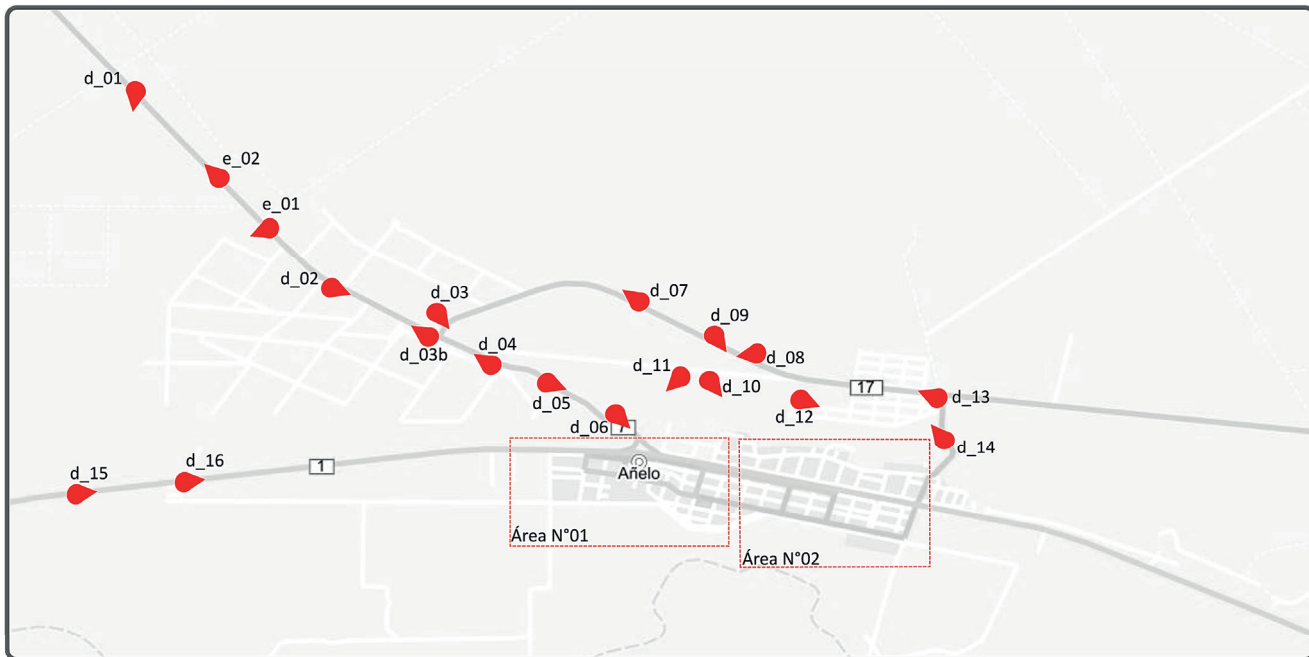 d_01
e_02
e_01
d_02
d_03
d_07
d_09
d_03b
d_04
d_08
d_11
d_10
d_05
17
d_12
d_13
d_06
7
d_14
d_15
d_16
1
Añelo
Área N°01
Área N°02